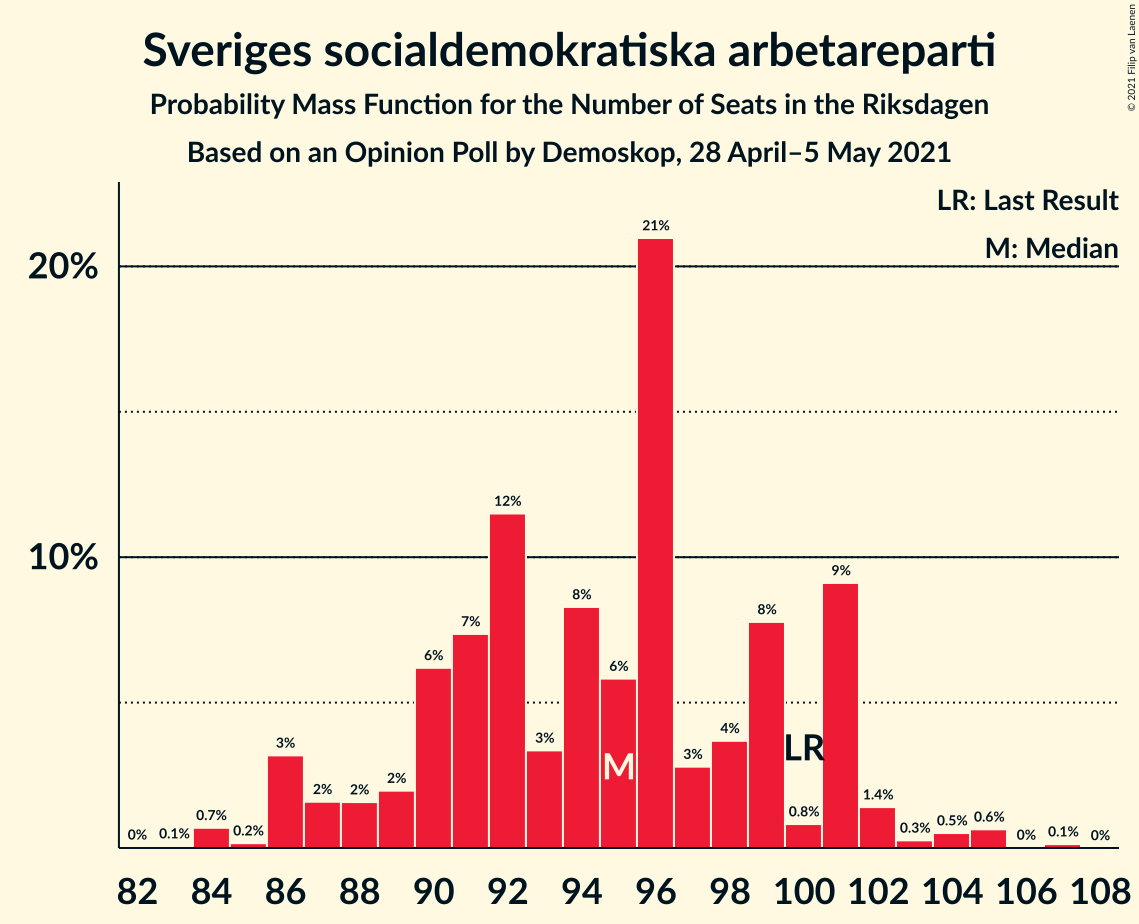 Sveriges socialdemokratiska arbetareparti
Probability Mass Function for the Number of Seats in the Riksdagen
Based on an Opinion Poll by Demoskop, 28 April–5 May 2021
© 2021 Filip van Laenen
LR: Last Result
M: Median
20%
10%
0% 0.1% 0.7% 0.2% 3% 2% 2% 2% 6% 7% 12% 3% 8% 6% 21% 3% 4% 8% 0.8% 9% 1.4% 0.3% 0.5% 0.6% 0% 0.1% 0%
M
LR
82 84 86 88 90 92 94 96 98 100 102 104 106 108